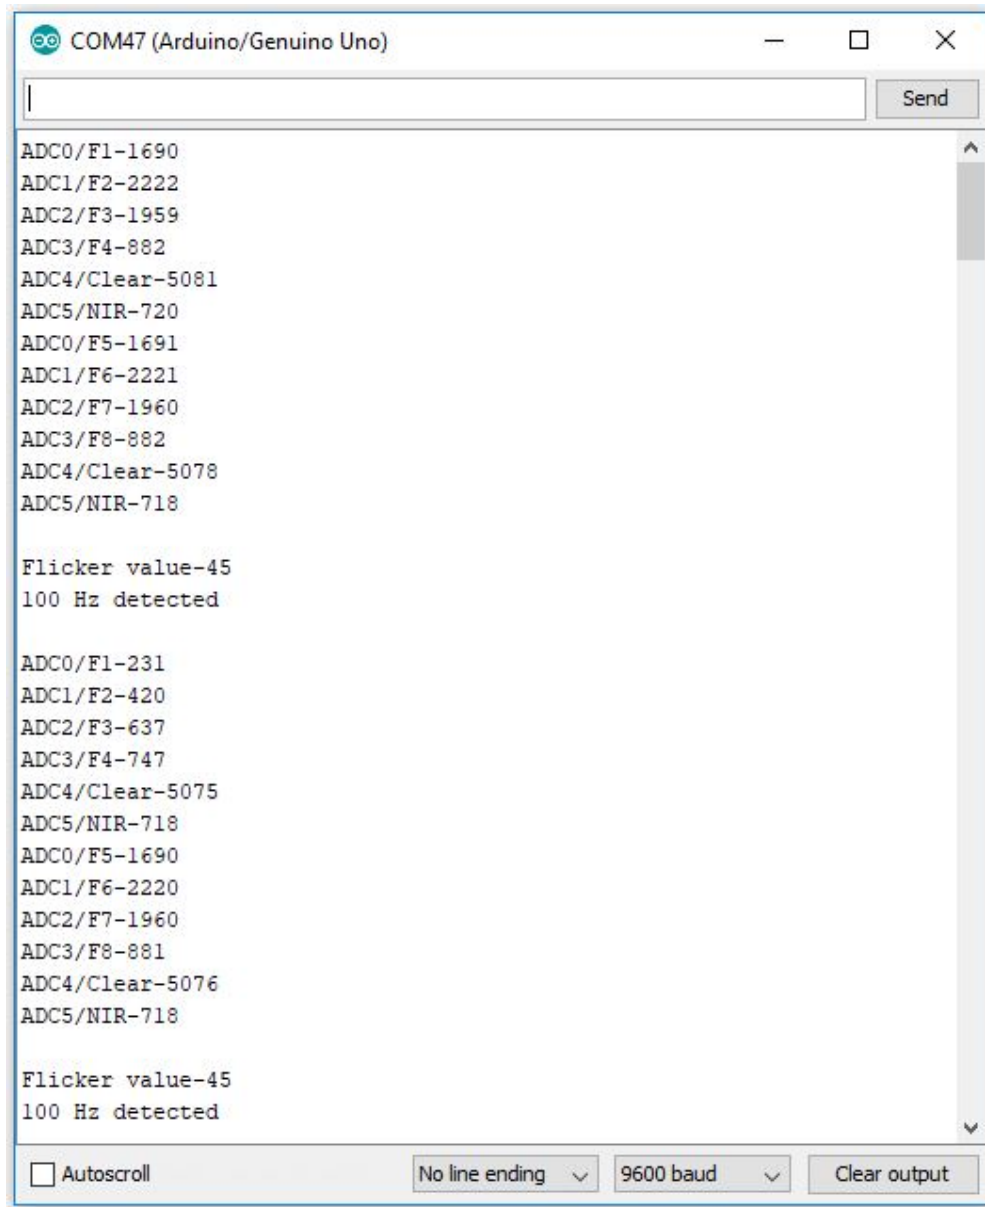 COM47 (Arduino/Genuino Uno)
Send
ADC0/F1-1690
ADC1/F2-2222
ADC2/F3-1959
ADC3/F4-882
ADC4/Clear-5081
ADC5/NIR-720
ADC0/F5-1691
ADC1/F6-2221
ADC2/F7-1960
ADC3/F8-882
ADC4/Clear-5078
ADC5/NIR-718
Flicker value-45
100 Hz detected
ADC0/F1-231
ADC1/F2-420
ADC2/F3-637
ADC3/F4-747
ADC4/Clear-5075
ADC5/NIR-718
ADC0/F5-1690
ADC1/F6-2220
ADC2/F7-1960
ADC3/F8-881
ADC4/Clear-5076
ADC5/NIR-718
Flicker value-45
100 Hz detected
Autoscroll No line ending 9600 baud Clear output